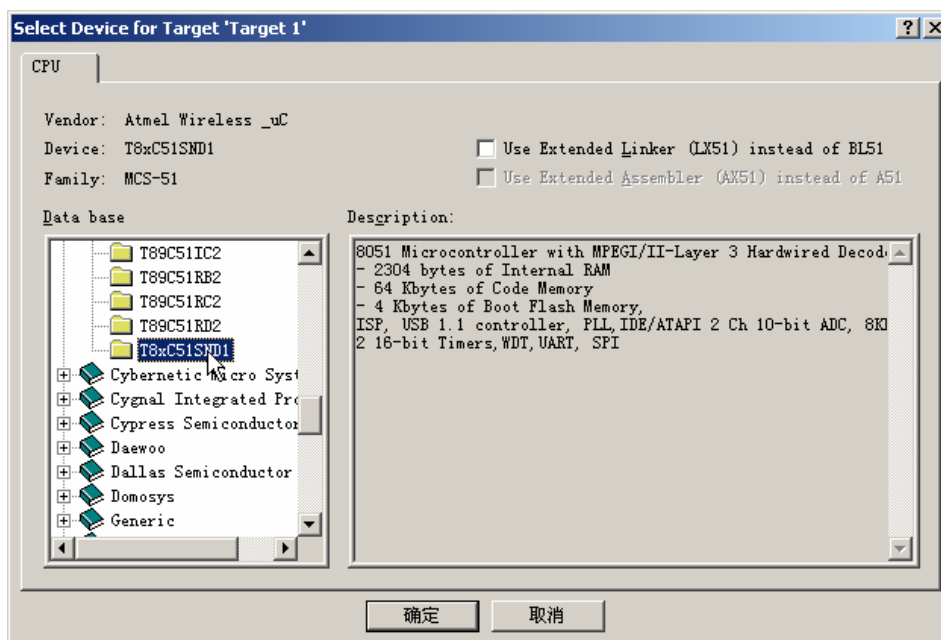 Select Device for Target 'Target 1'
CPU
Vendor: Atmel Wireless _uC
Device: T8xC51SND1
Family: MCS-51
Use Extended Linker (LX51) instead of BL51
Use Extended Assembler (AX51) instead of A51
Data base
T89C51IC2
T89C51RB2
T89C51RC2
T89C51RD2
T8xC51SND1
Cybernetic Micro Syst
Cygnal Integrated Pro
Cypress Semiconductor
Daewoo
Dallas Semiconductor
Domosys
Generic
Description:
8051 Microcontroller with MPEGI/II-Layer 3 Hardwired Decod
- 2304 bytes of Internal RAM
- 64 Kbytes of Code Memory
- 4 Kbytes of Boot Flash Memory,
ISP, USB 1.1 controller, PLL,IDE/ATAPI 2 Ch 10-bit ADC, 8K
2 16-bit Timers,WDT,UART, SPI
确定
取消